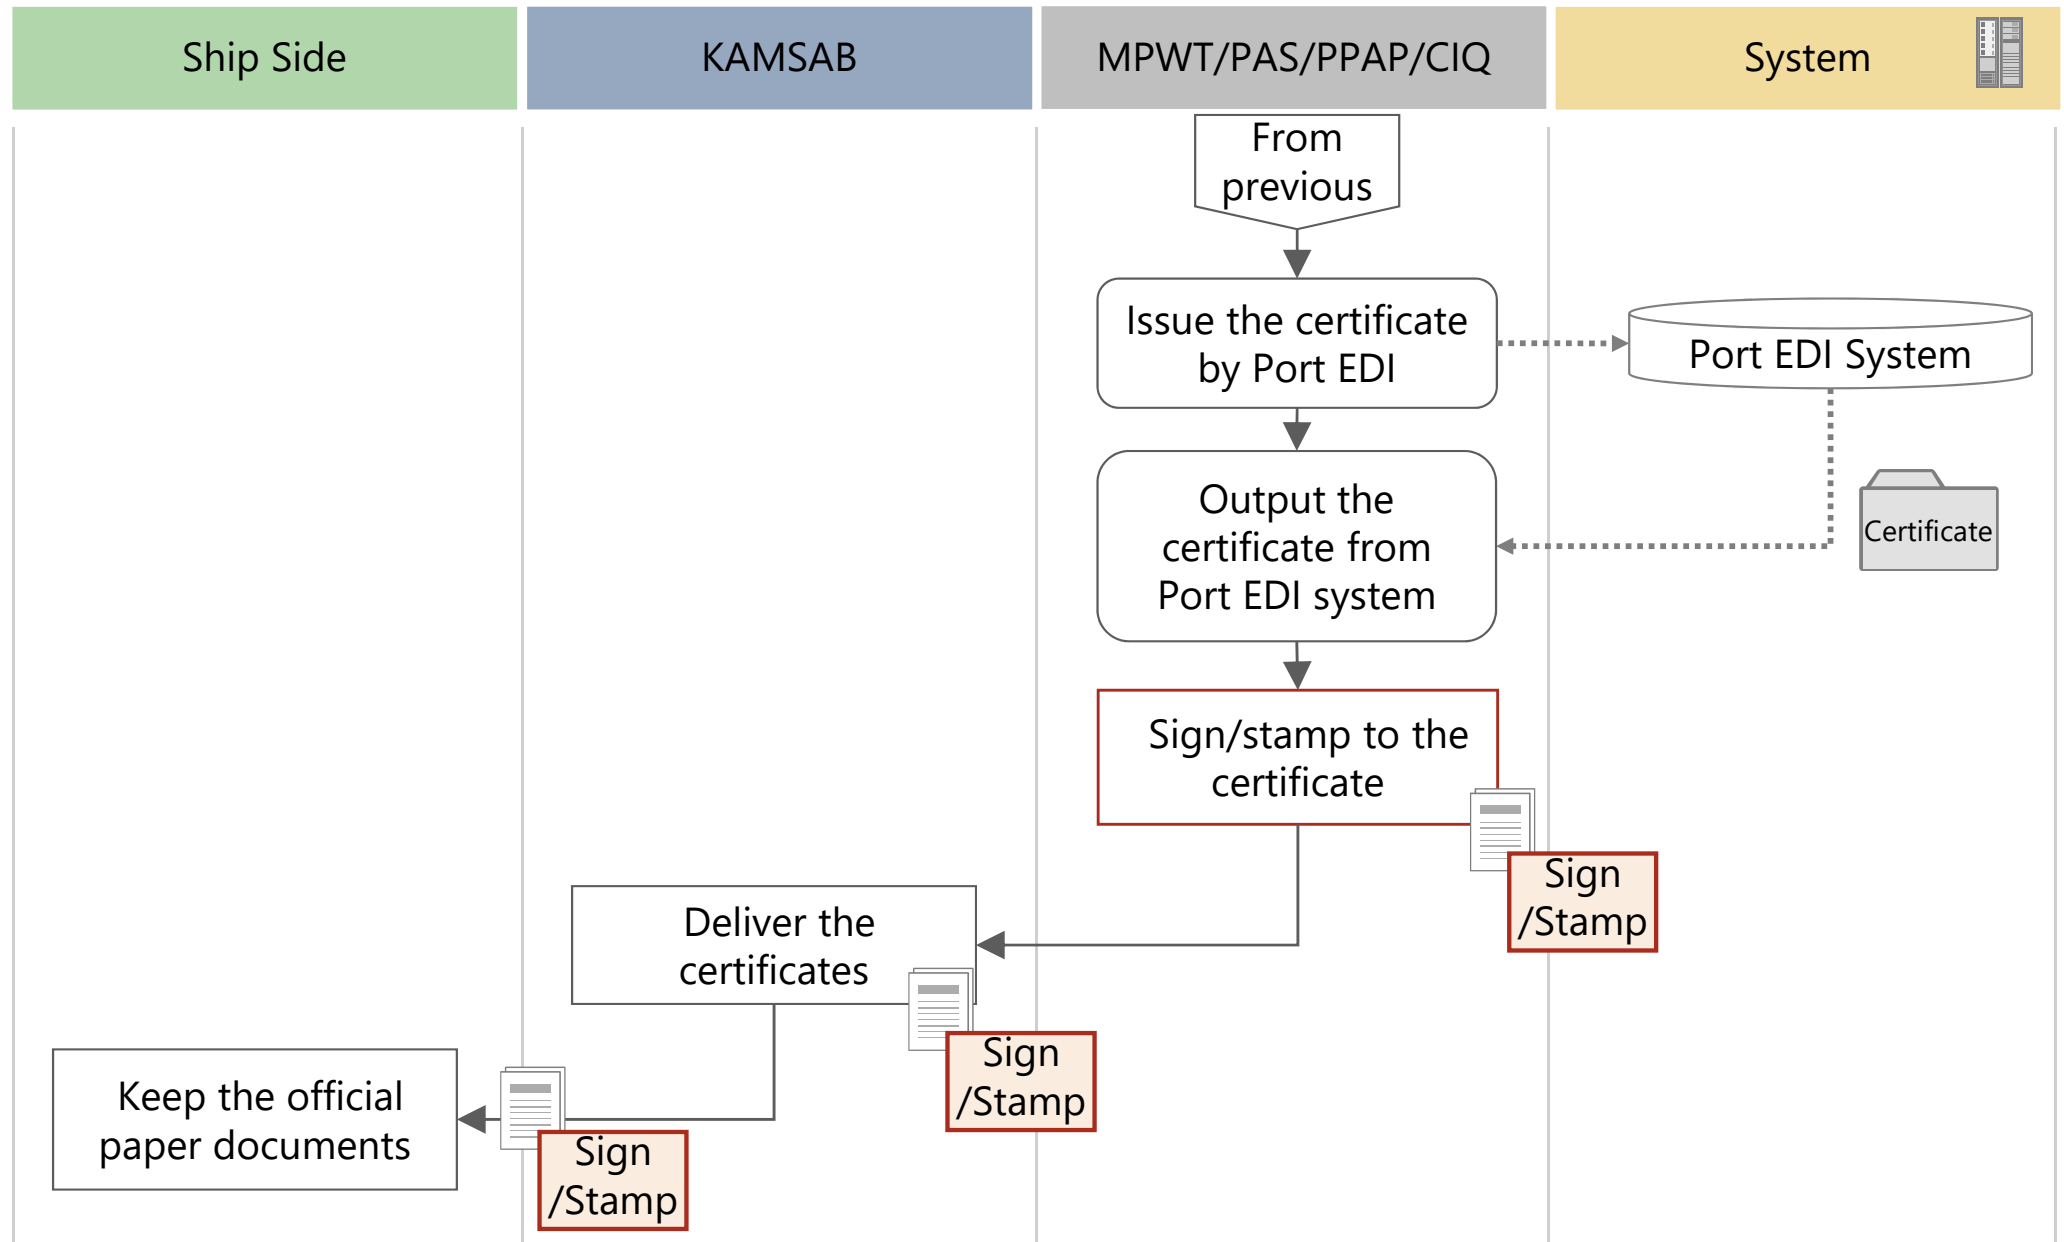 Ship Side
KAMSAB
MPWT/PAS/PPAP/CIQ
System
From
previous
Issue the certificate
by Port EDI
Port EDI System
Output the
certificate from
Port EDI system
Certificate
Sign/stamp to the
certificate
Sign
/Stamp
Deliver the
certificates
Sign
/Stamp
Keep the official
paper documents
Sign
/Stamp